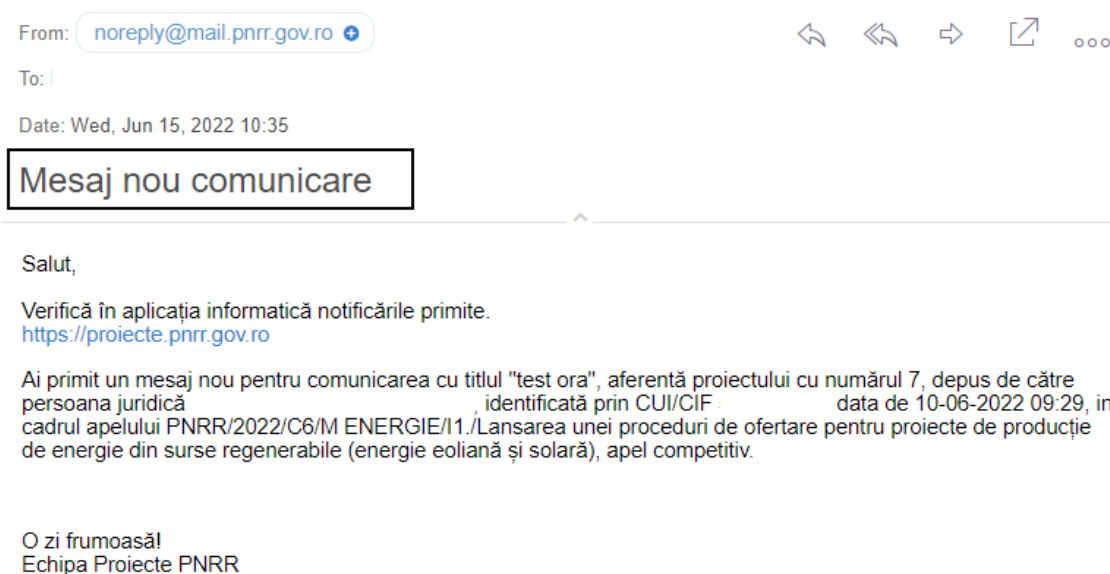 From: noreply@mail.pnrr.gov.ro
To:
Date: Wed, Jun 15, 2022 10:35
Mesaj nou comunicare
Salut,
Verifică în aplicația informatică notificările primite.
https://proiecte.pnrr.gov.ro
Ai primit un mesaj nou pentru comunicarea cu titlul "test ora", aferentă proiectului cu numărul 7, depus de către
persoana juridică , identificată prin CUI/CIF data de 10-06-2022 09:29, in
cadrul apelului PNRR/2022/C6/M ENERGIE/I1./Lansarea unei proceduri de ofertare pentru proiecte de producție
de energie din surse regenerabile (energie eoliană și solară), apel competitiv.
O zi frumoasă!
Echipa Proiecte PNRR